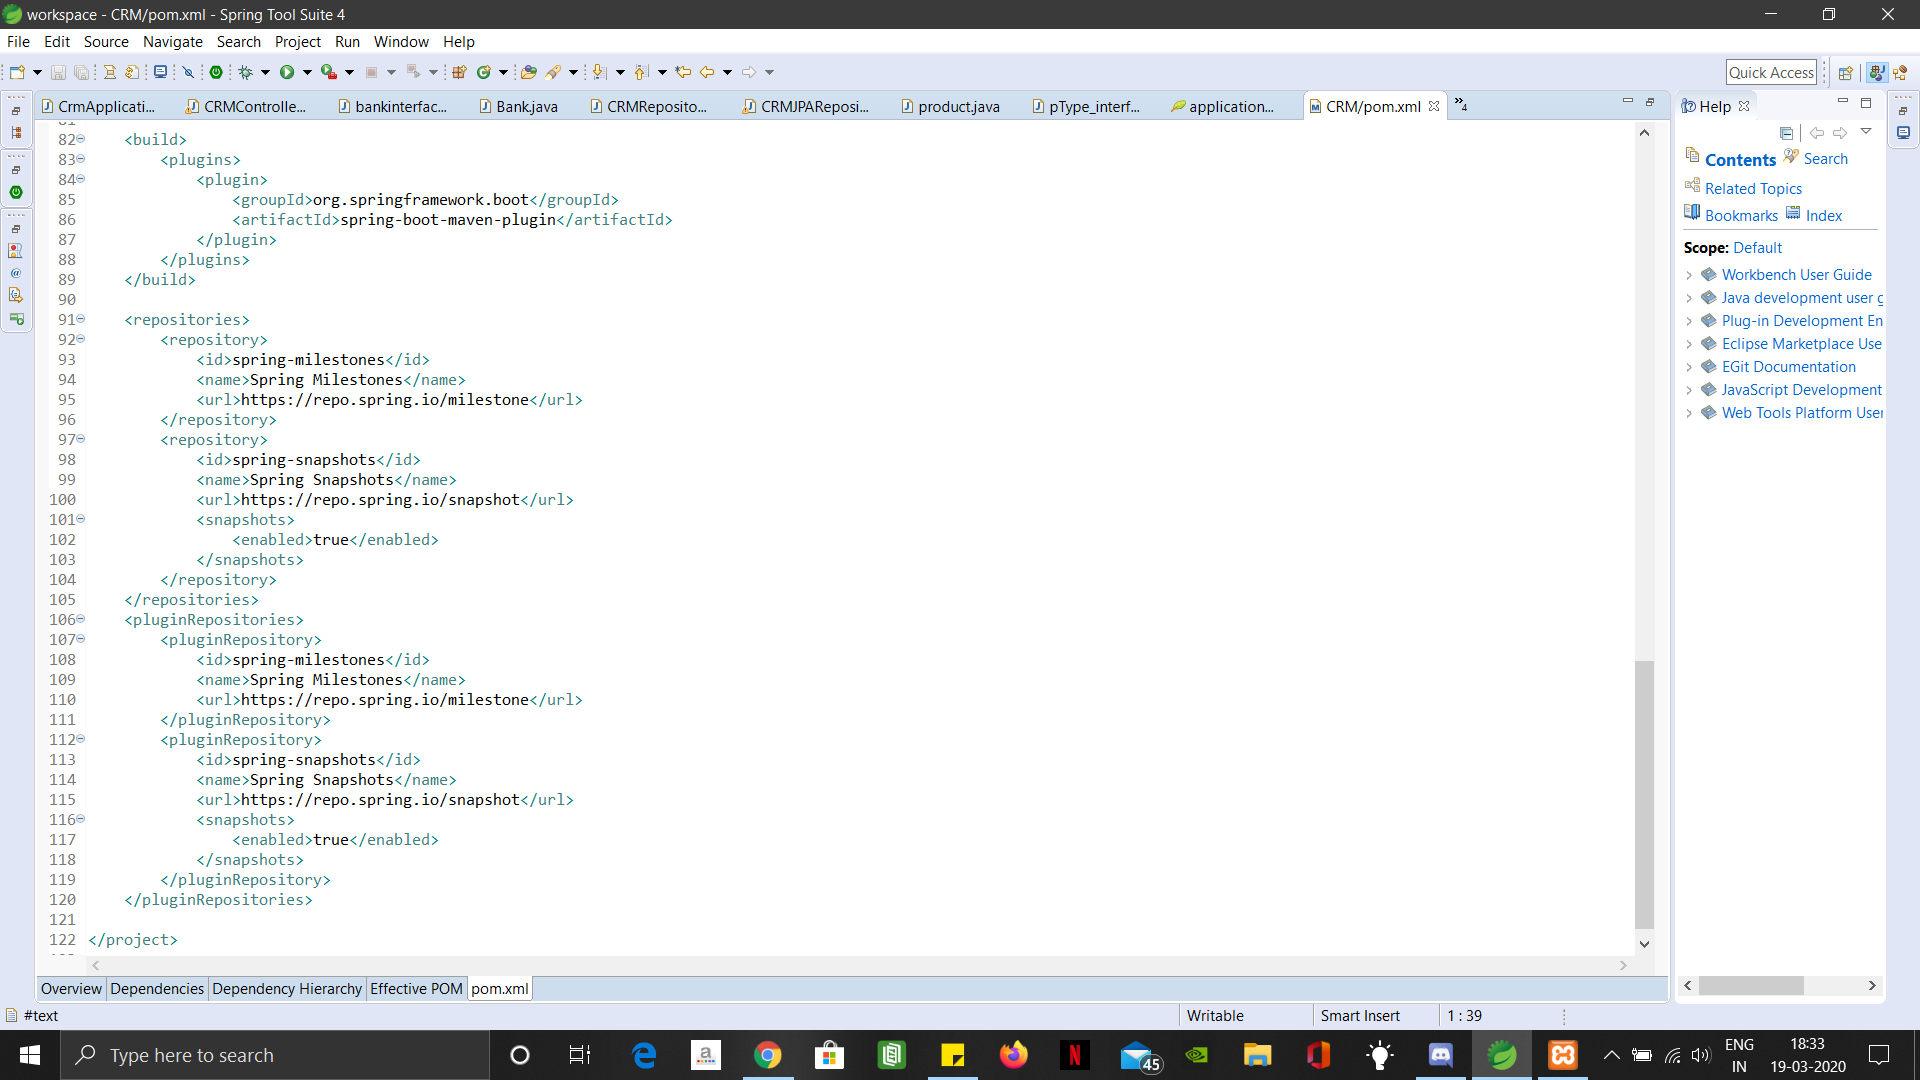 workspace - CRM/pom.xml - Spring Tool Suite 4
File Edit Source Navigate Search Project Run Window Help
Quick Access
CrmApplicati... CRMControlle... bankinterfac... Bank.java CRMReposito... CRMJPAReposi... product.java pType_interf... application... CRM/pom.xml »4
82 <build>
83 <plugins>
84 <plugin>
85 <groupId>org.springframework.boot</groupId>
86 <artifactId>spring-boot-maven-plugin</artifactId>
87 </plugin>
88 </plugins>
89 </build>
90
91 <repositories>
92 <repository>
93 <id>spring-milestones</id>
94 <name>Spring Milestones</name>
95 <url>https://repo.spring.io/milestone</url>
96 </repository>
97 <repository>
98 <id>spring-snapshots</id>
99 <name>Spring Snapshots</name>
100 <url>https://repo.spring.io/snapshot</url>
101 <snapshots>
102 <enabled>true</enabled>
103 </snapshots>
104 </repository>
105 </repositories>
106 <pluginRepositories>
107 <pluginRepository>
108 <id>spring-milestones</id>
109 <name>Spring Milestones</name>
110 <url>https://repo.spring.io/milestone</url>
111 </pluginRepository>
112 <pluginRepository>
113 <id>spring-snapshots</id>
114 <name>Spring Snapshots</name>
115 <url>https://repo.spring.io/snapshot</url>
116 <snapshots>
117 <enabled>true</enabled>
118 </snapshots>
119 </pluginRepository>
120 </pluginRepositories>
121
122 </project>
Overview Dependencies Dependency Hierarchy Effective POM pom.xml
Help
Contents Search
Related Topics
Bookmarks Index
Scope: Default
Workbench User Guide
Java development user g
Plug-in Development En
Eclipse Marketplace Use
EGit Documentation
JavaScript Development
Web Tools Platform User
#text Writable Smart Insert 1 : 39
Type here to search
45
ENG
IN
18:33
19-03-2020